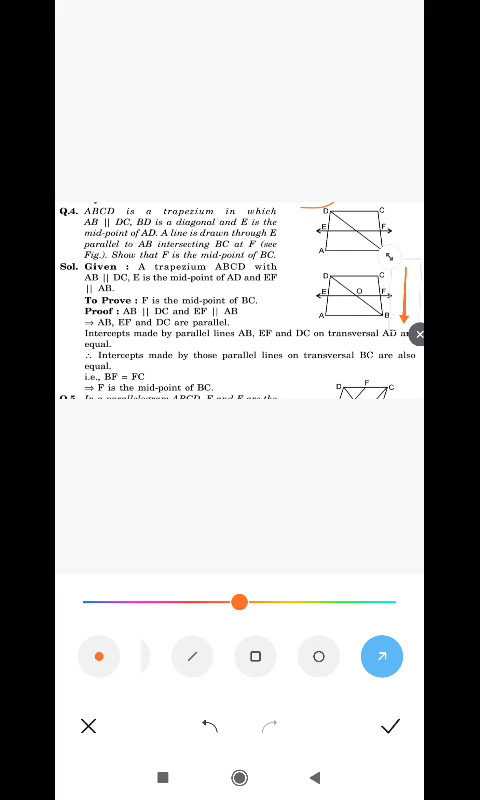 Q.4. ABCD is a trapezium in which
AB || DC, BD is a diagonal and E is the
mid-point of AD. A line is drawn through E
parallel to AB intersecting BC at F (see
Fig.). Show that F is the mid-point of BC.
D C
E F
A
Sol. Given : A trapezium ABCD with
AB || DC, E is the mid-point of AD and EF
|| AB.
To Prove : F is the mid-point of BC.
Proof : AB || DC and EF || AB
⇒ AB, EF and DC are parallel.
D C
E O F
A B
Intercepts made by parallel lines AB, EF and DC on transversal AD
equal.
∴ Intercepts made by those parallel lines on transversal BC are also
equal.
i.e., BF = FC
⇒ F is the mid-point of BC.
D F C